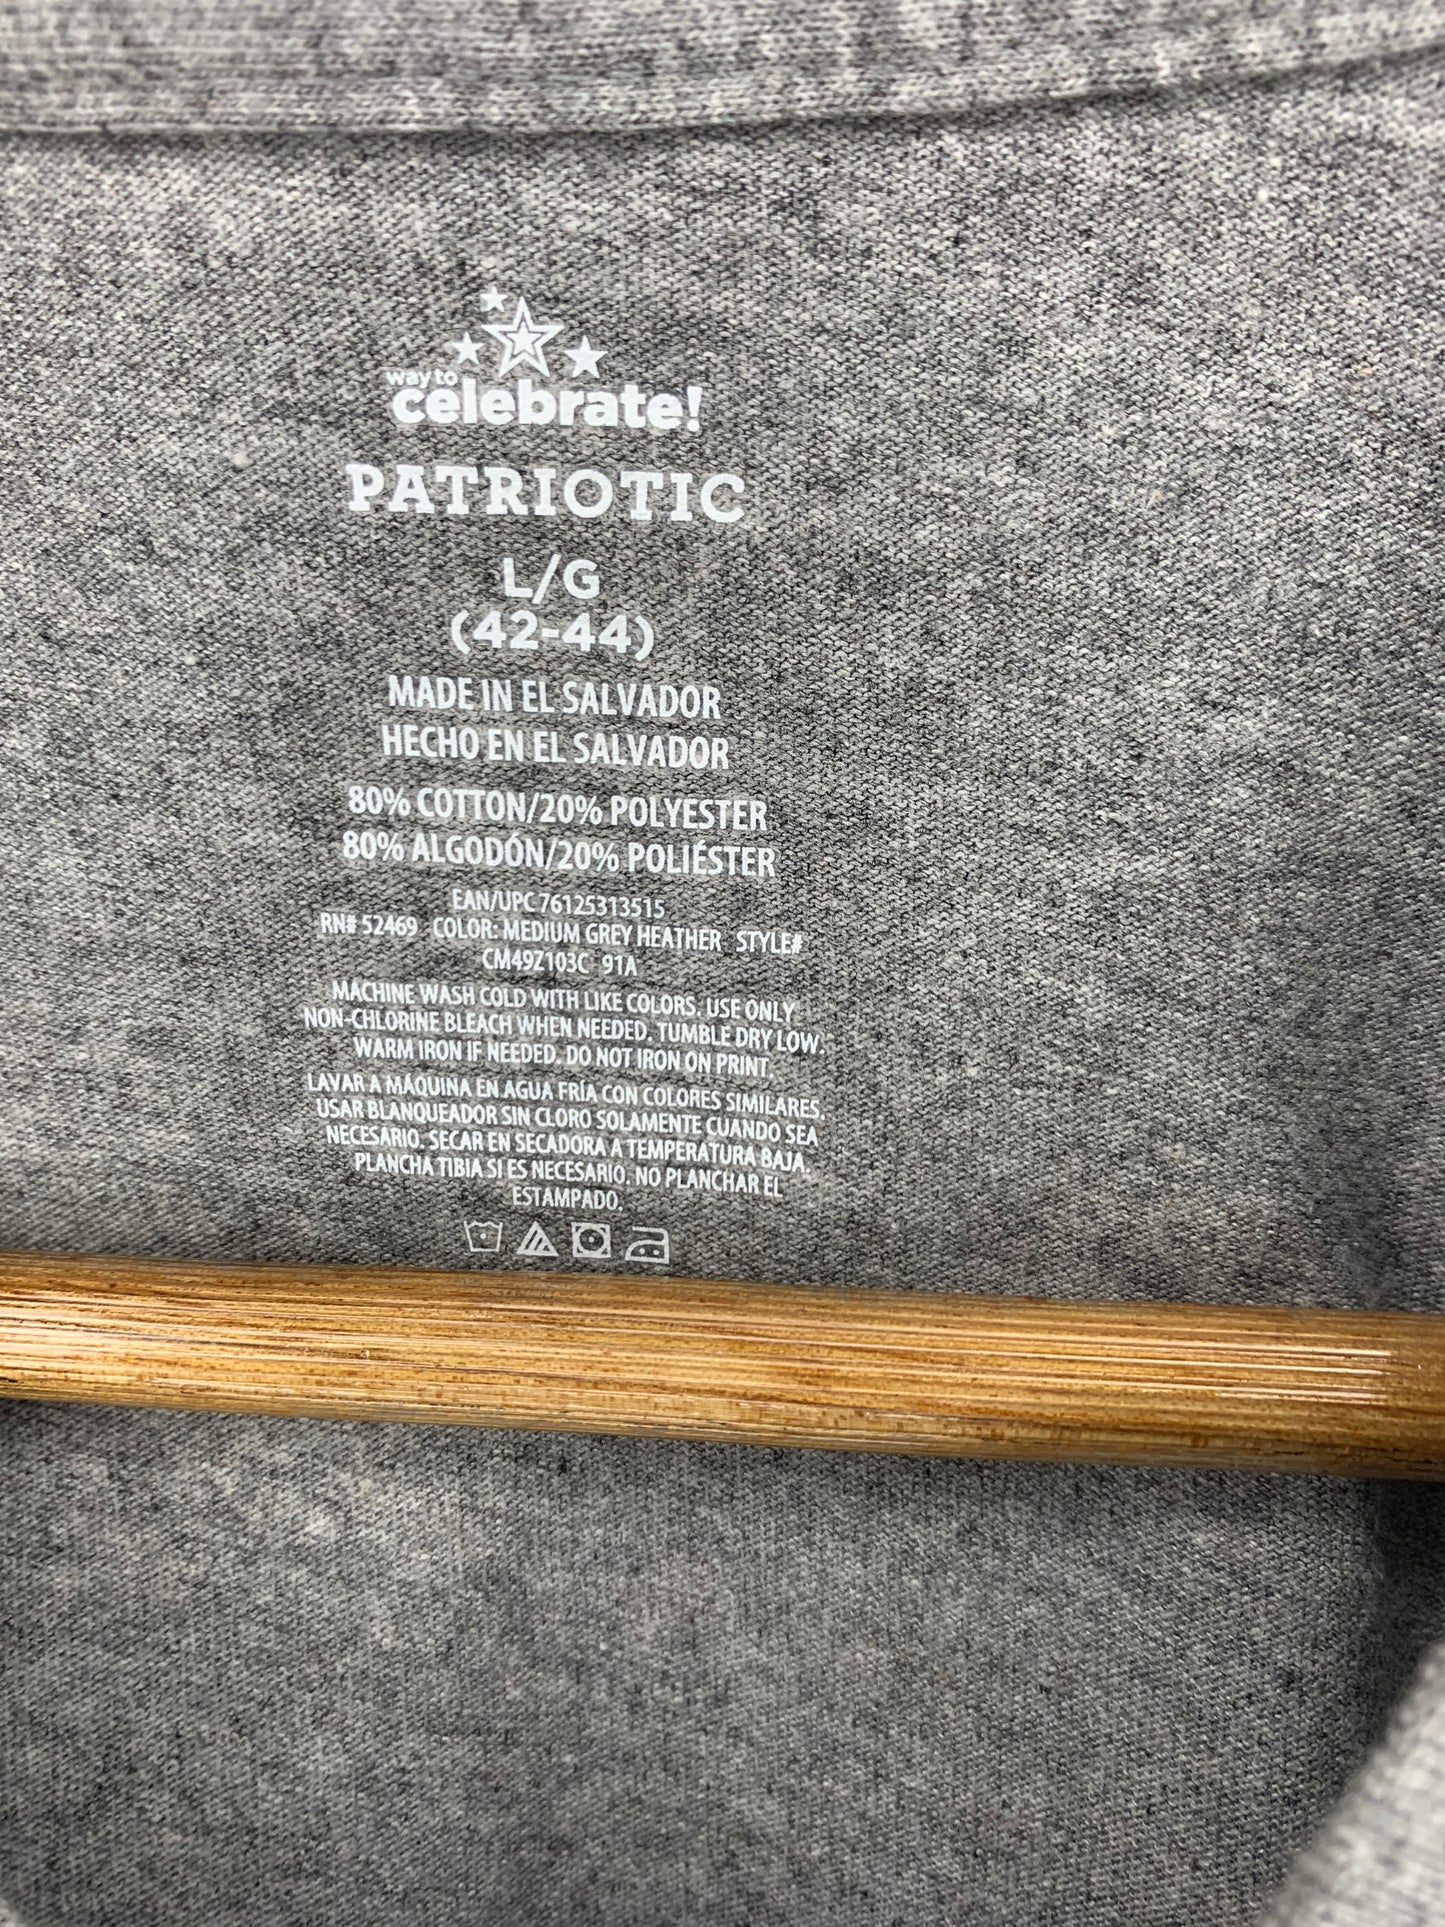 way to
celebrate!
PATRIOTIC
L/G
(42-44)
MADE IN EL SALVADOR
HECHO EN EL SALVADOR
80% COTTON/20% POLYESTER
80% ALGODÓN/20% POLIÉSTER
EAN/UPC 76125313515
RN# 52469 COLOR: MEDIUM GREY HEATHER STYLE#
CM49Z103C 91A
MACHINE WASH COLD WITH LIKE COLORS. USE ONLY
NON-CHLORINE BLEACH WHEN NEEDED. TUMBLE DRY LOW.
WARM IRON IF NEEDED. DO NOT IRON ON PRINT.
LAVAR A MÁQUINA EN AGUA FRÍA CON COLORES SIMILARES.
USAR BLANQUEADOR SIN CLORO SOLAMENTE CUANDO SEA
NECESARIO. SECAR EN SECADORA A TEMPERATURA BAJA.
PLANCHA TIBIA SI ES NECESARIO. NO PLANCHAR EL
ESTAMPADO.